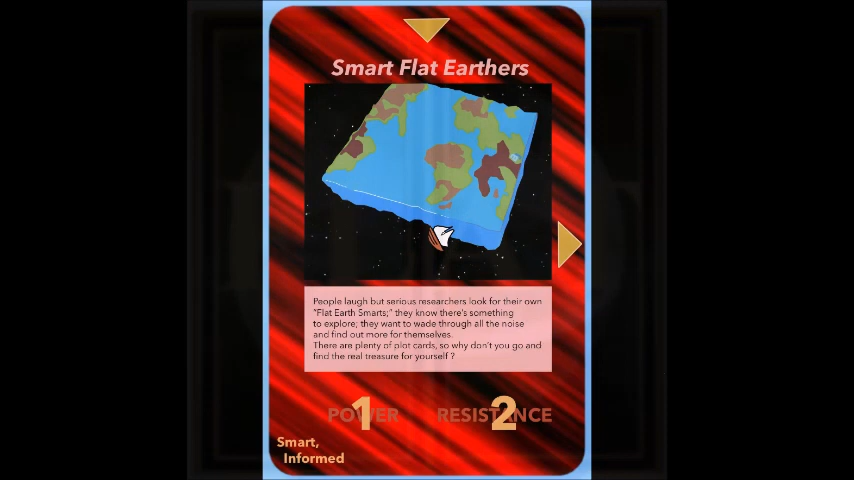 Smart Flat Earthers
People laugh but serious researchers look for their own
“Flat Earth Smarts;” they know there’s something
to explore; they want to wade through all the noise
and find out more for themselves.
There are plenty of plot cards, so why don’t you go and
find the real treasure for yourself ?
POWER 1 RESISTANCE 2
Smart,
Informed